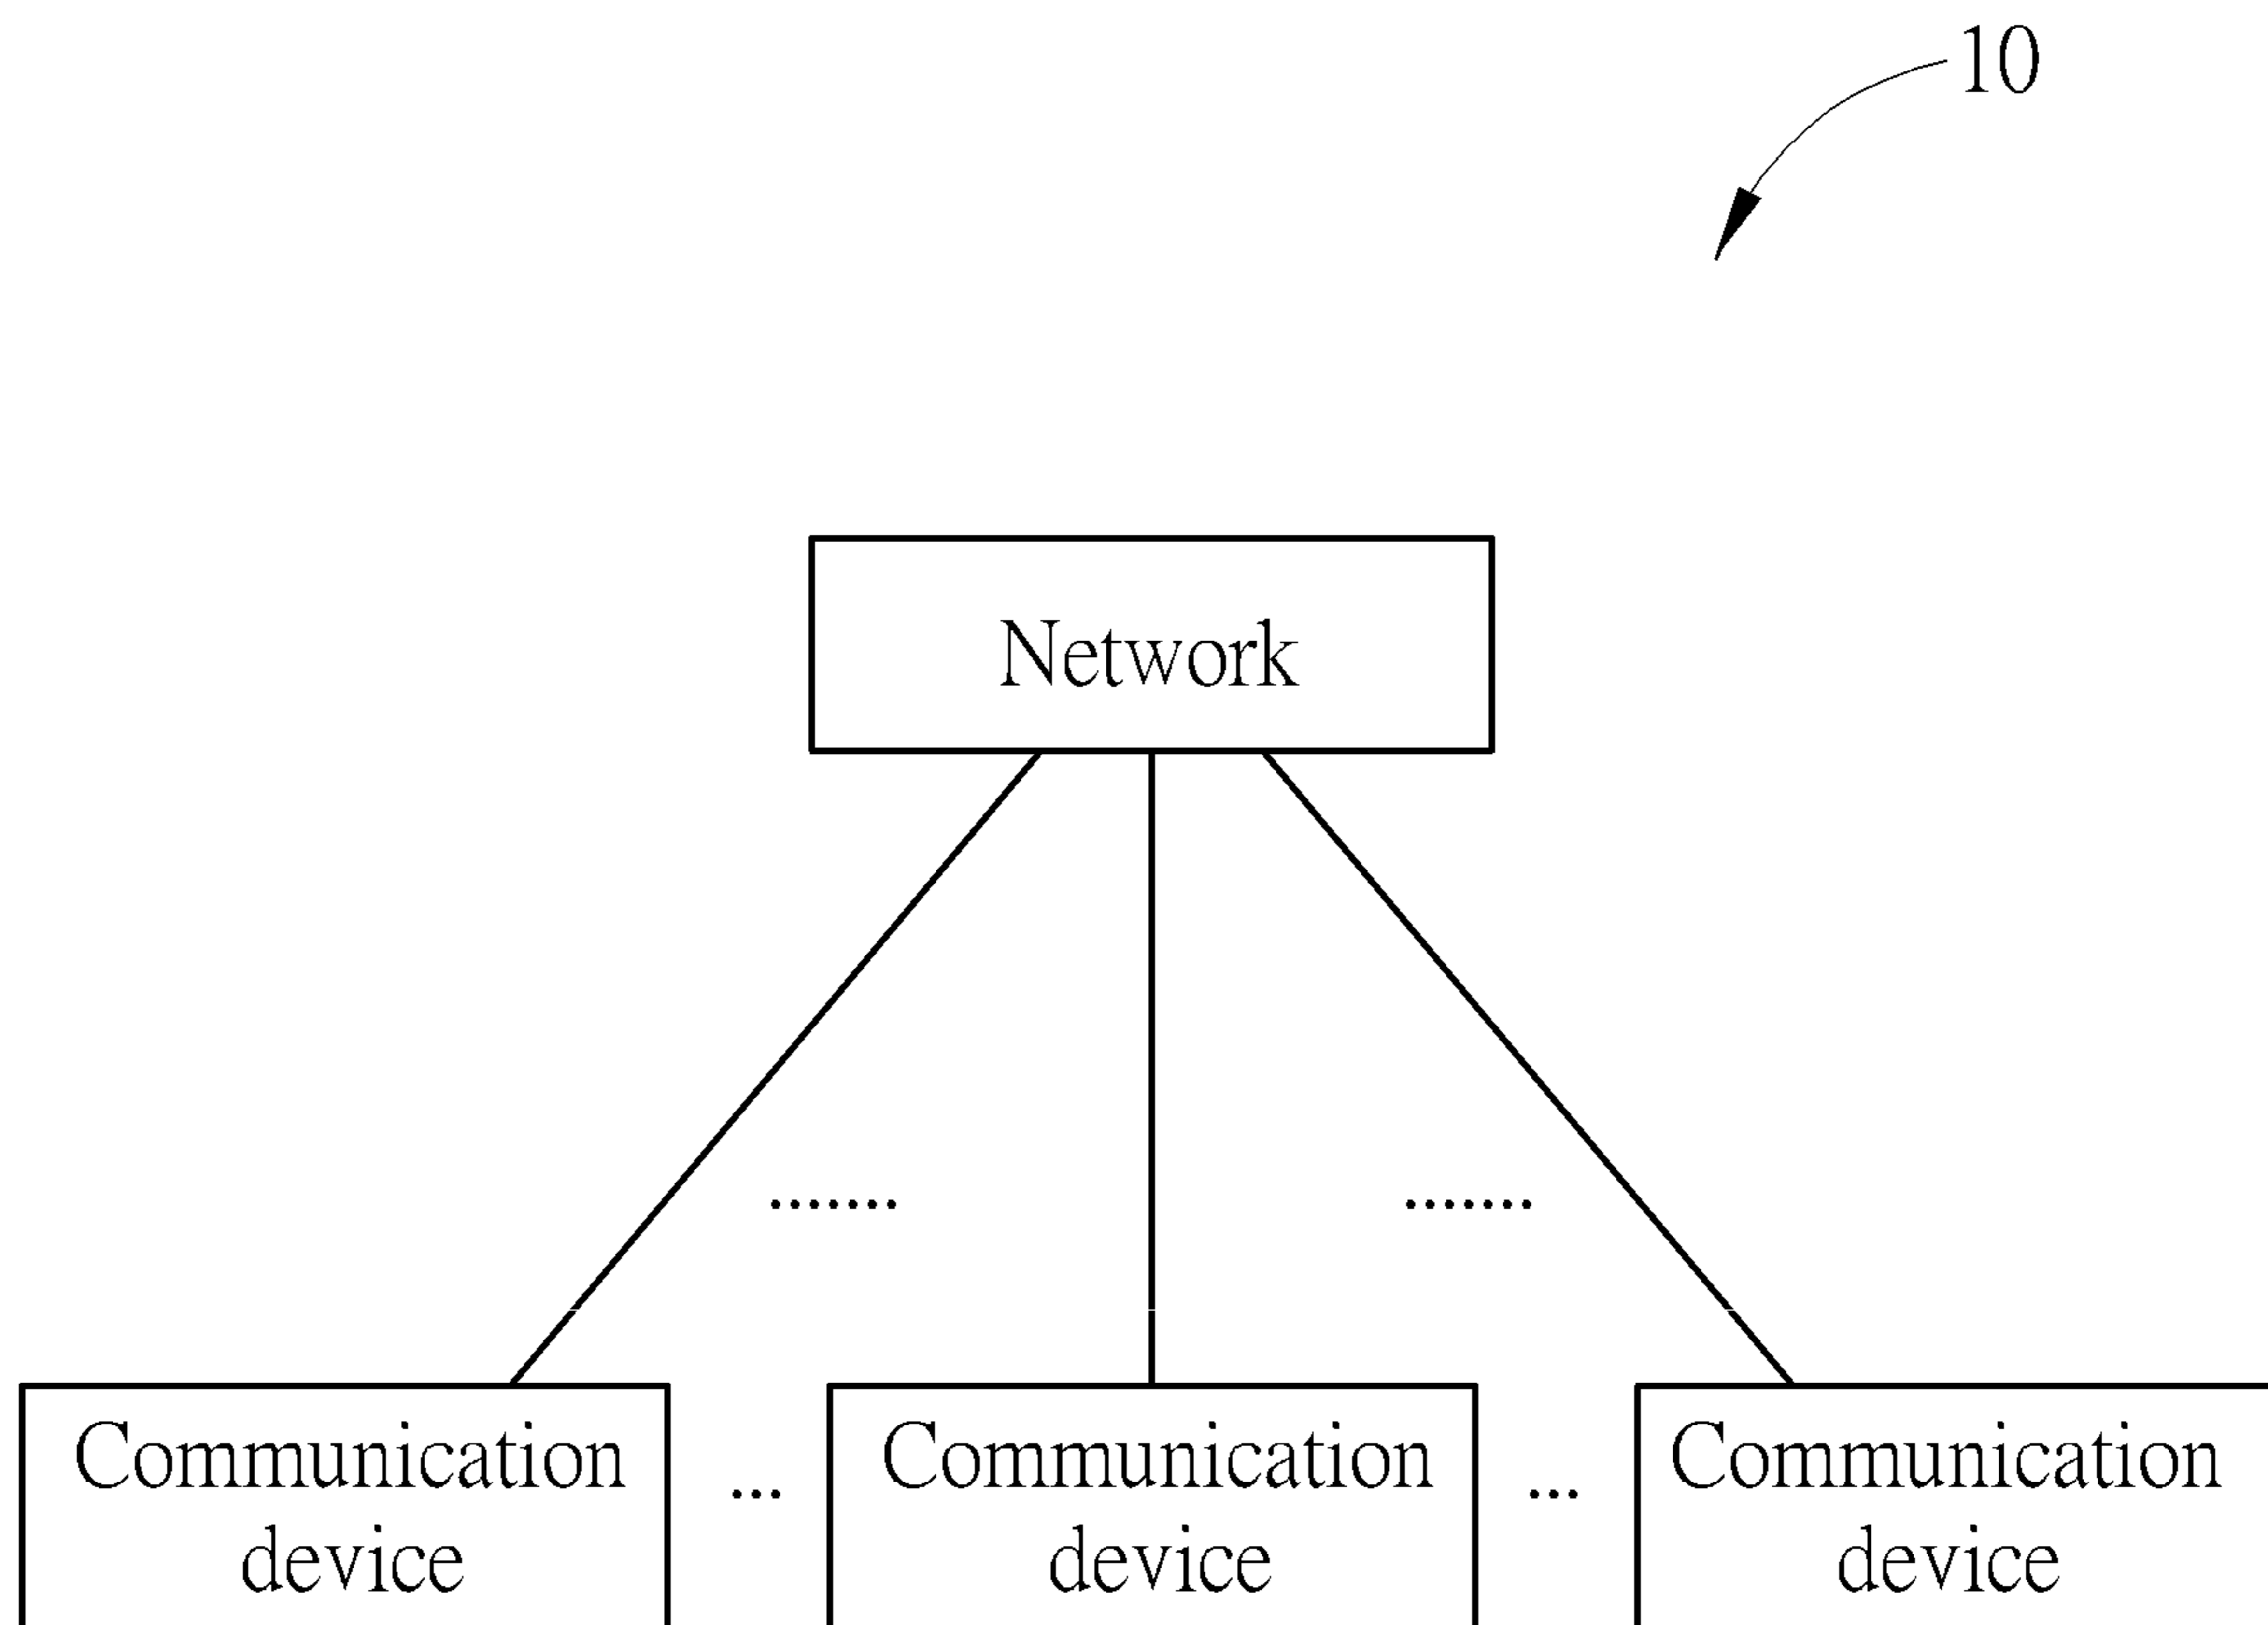 10
Network
.......
.......
Communication
device
...
Communication
device
...
Communication
device